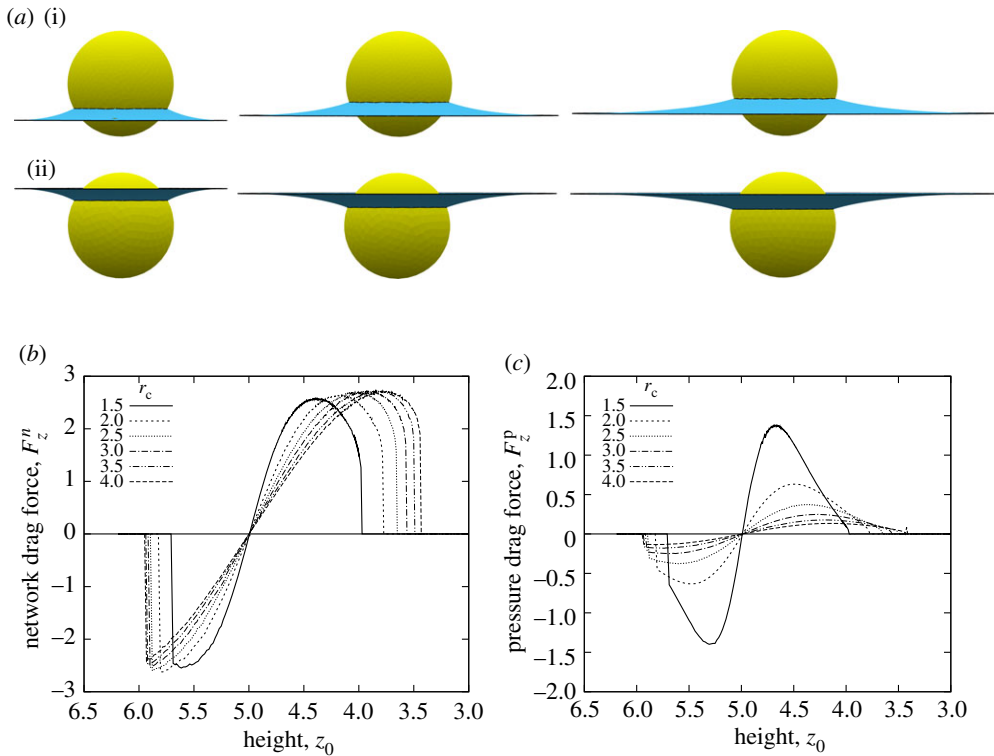 (a) (i)
(ii)
(b)
network drag force, F_z^n
3
2
1
0
−1
−2
−3
r_c
1.5
2.0
2.5
3.0
3.5
4.0
6.5 6.0 5.5 5.0 4.5 4.0 3.5 3.0
height, z_0
(c)
pressure drag force, F_z^p
2.0
1.5
1.0
0.5
0
−0.5
−1.0
−1.5
−2.0
r_c
1.5
2.0
2.5
3.0
3.5
4.0
6.5 6.0 5.5 5.0 4.5 4.0 3.5 3.0
height, z_0